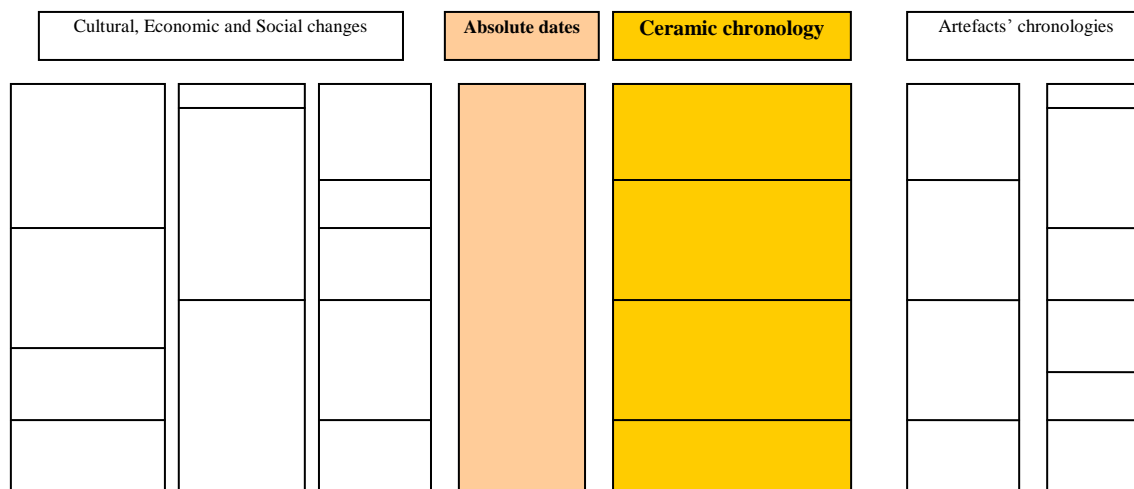 Cultural, Economic and Social changes
Absolute dates
Ceramic chronology
Artefacts’ chronologies